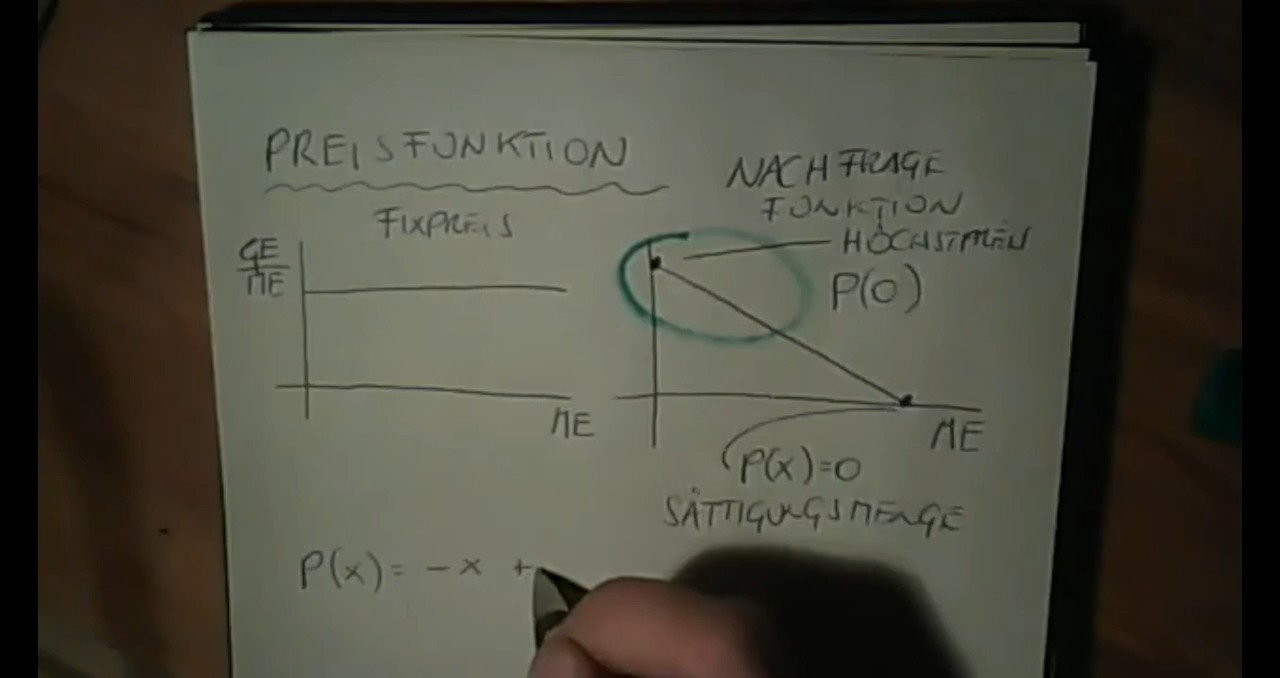 PREISFUNKTION
FIXPREIS
GE
ME
ME
NACHFRAGE
FUNKTION
HÖCHSTPREIS
P(0)
ME
P(x)=0
SÄTTIGUNGSMENGE
P(x) = -x +